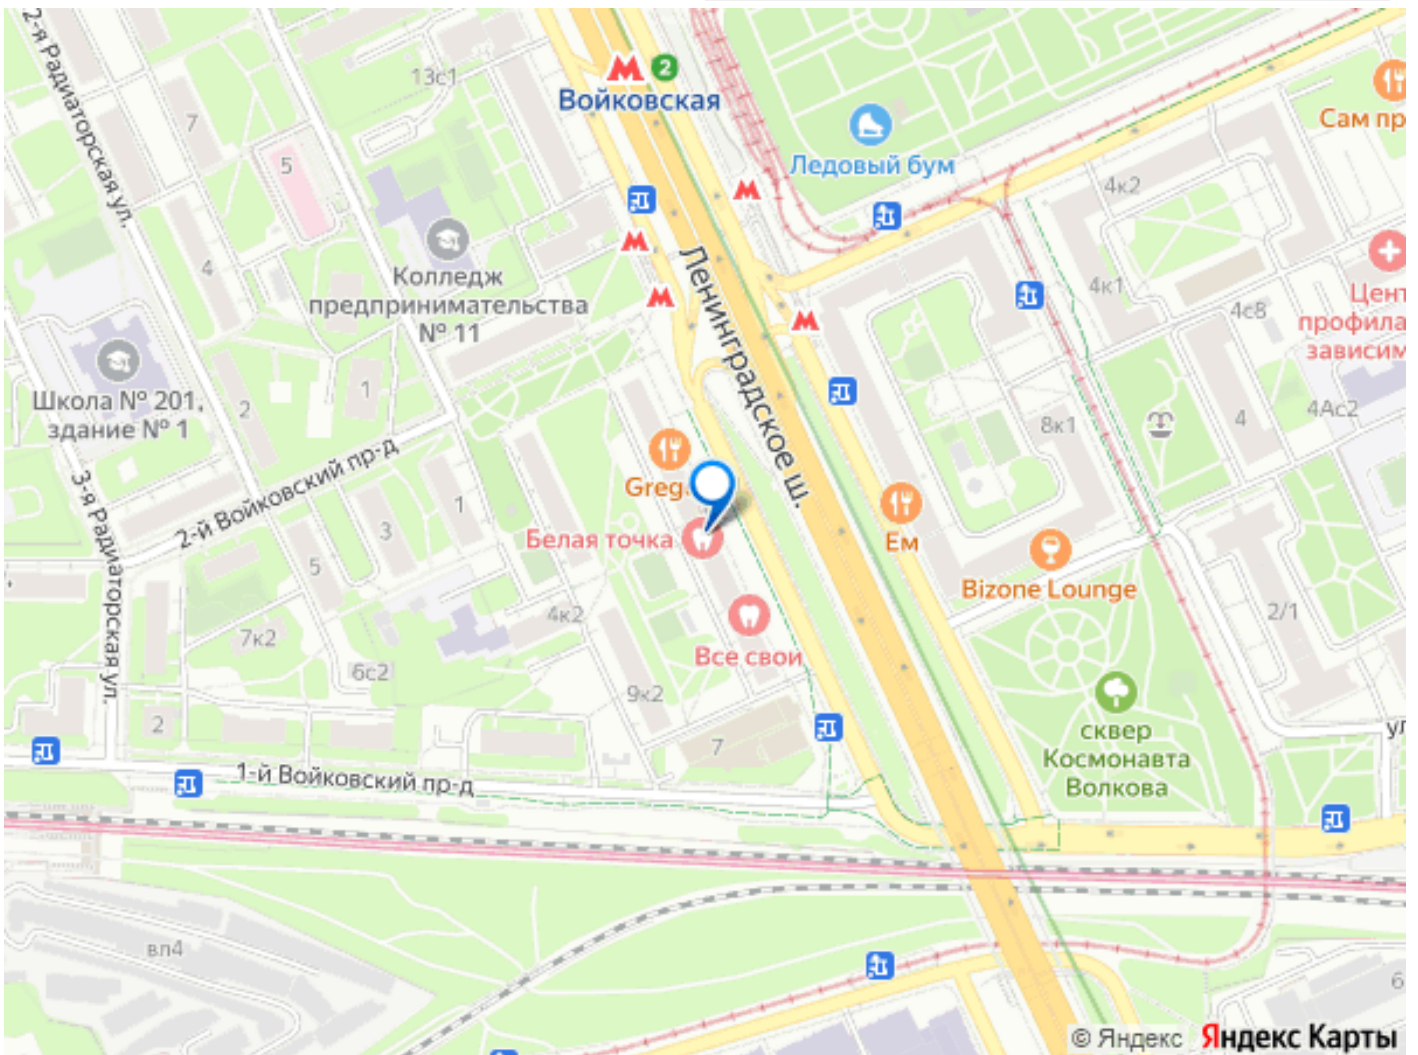 2-я Радиаторская ул.
13с1
2
Войковская
7
5
Ледовый бум
Сам пр
4к2
4
Колледж
предпринимательства
№ 11
Ленинградское ш.
4к1
4с8
Цент
профила
зависим
Школа № 201,
здание № 1
2
1
8к1
4
4Ас2
2-й Войковский пр-д
3-я Радиаторская ул.
1
3
5
Greg
Белая точка
Ем
Bizone Lounge
2/1
4к2
7к2
6с2
Все свои
9к2
2
7
сквер
Космонавта
Волкова
ул
1-й Войковский пр-д
вл4
6
© Яндекс Яндекс Карты